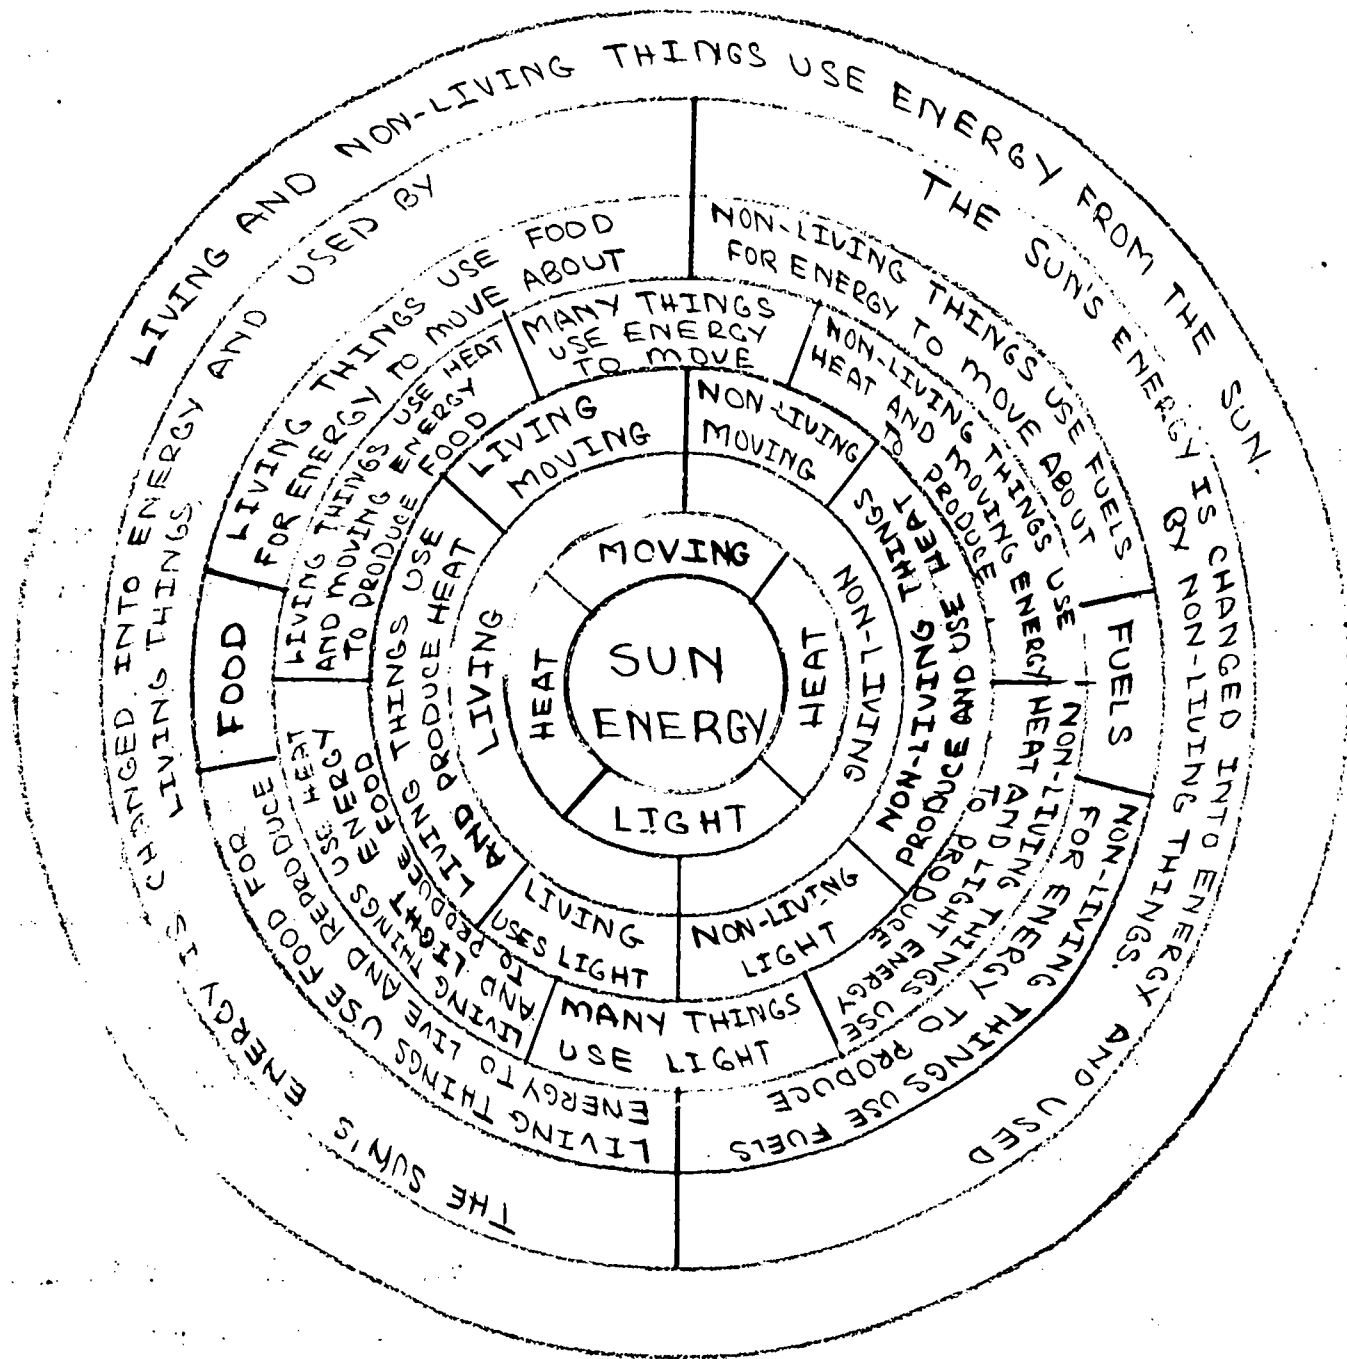 LIVING AND NON-LIVING THINGS USE ENERGY FROM THE SUN.
THE SUN'S ENERGY IS CHANGED INTO ENERGY AND USED BY
LIVING THINGS
THE SUN'S ENERGY IS CHANGED INTO ENERGY AND USED
BY NON-LIVING THINGS.
LIVING THINGS USE FOOD
FOR ENERGY TO MOVE ABOUT
NON-LIVING THINGS USE FUELS
FOR ENERGY TO MOVE ABOUT
FOOD
FUELS
LIVING THINGS USE FOOD FOR
ENERGY TO LIVE AND REPRODUCE
NON-LIVING THINGS USE FUELS
FOR ENERGY TO PRODUCE
LIVING THINGS USE HEAT
AND MOVING ENERGY
TO PRODUCE FOOD
MANY THINGS
USE ENERGY
TO MOVE
NON-LIVING THINGS USE
HEAT AND MOVING ENERGY
TO PRODUCE
LIVING THINGS USE HEAT
AND LIGHT ENERGY
TO PRODUCE FOOD
MANY THINGS
USE LIGHT
NON-LIVING THINGS USE
HEAT AND LIGHT ENERGY
TO PRODUCE
LIVING
MOVING
NON-LIVING
MOVING
LIVING THINGS USE
AND PRODUCE HEAT
NON-LIVING THINGS
PRODUCE AND USE HEAT
LIVING
USES LIGHT
NON-LIVING
LIGHT
LIVING
NON-LIVING
MOVING
HEAT
HEAT
LIGHT
SUN
ENERGY